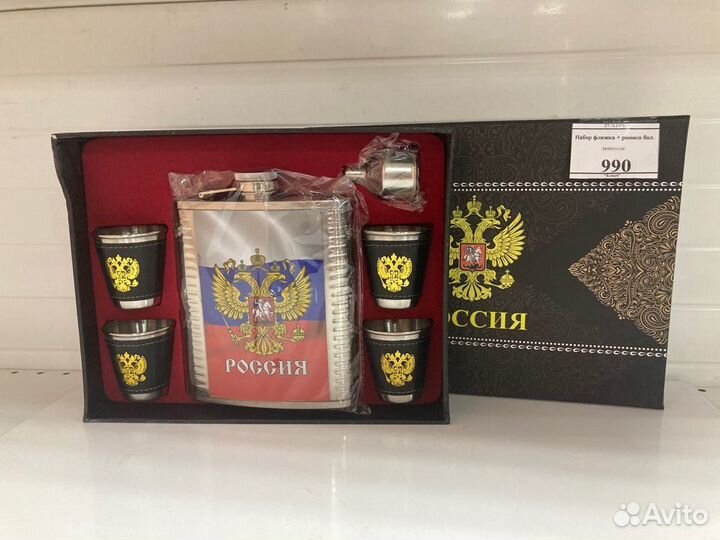 Набор фляжка + рюмки бол.
990
РОССИЯ
ОССИЯ
Avito